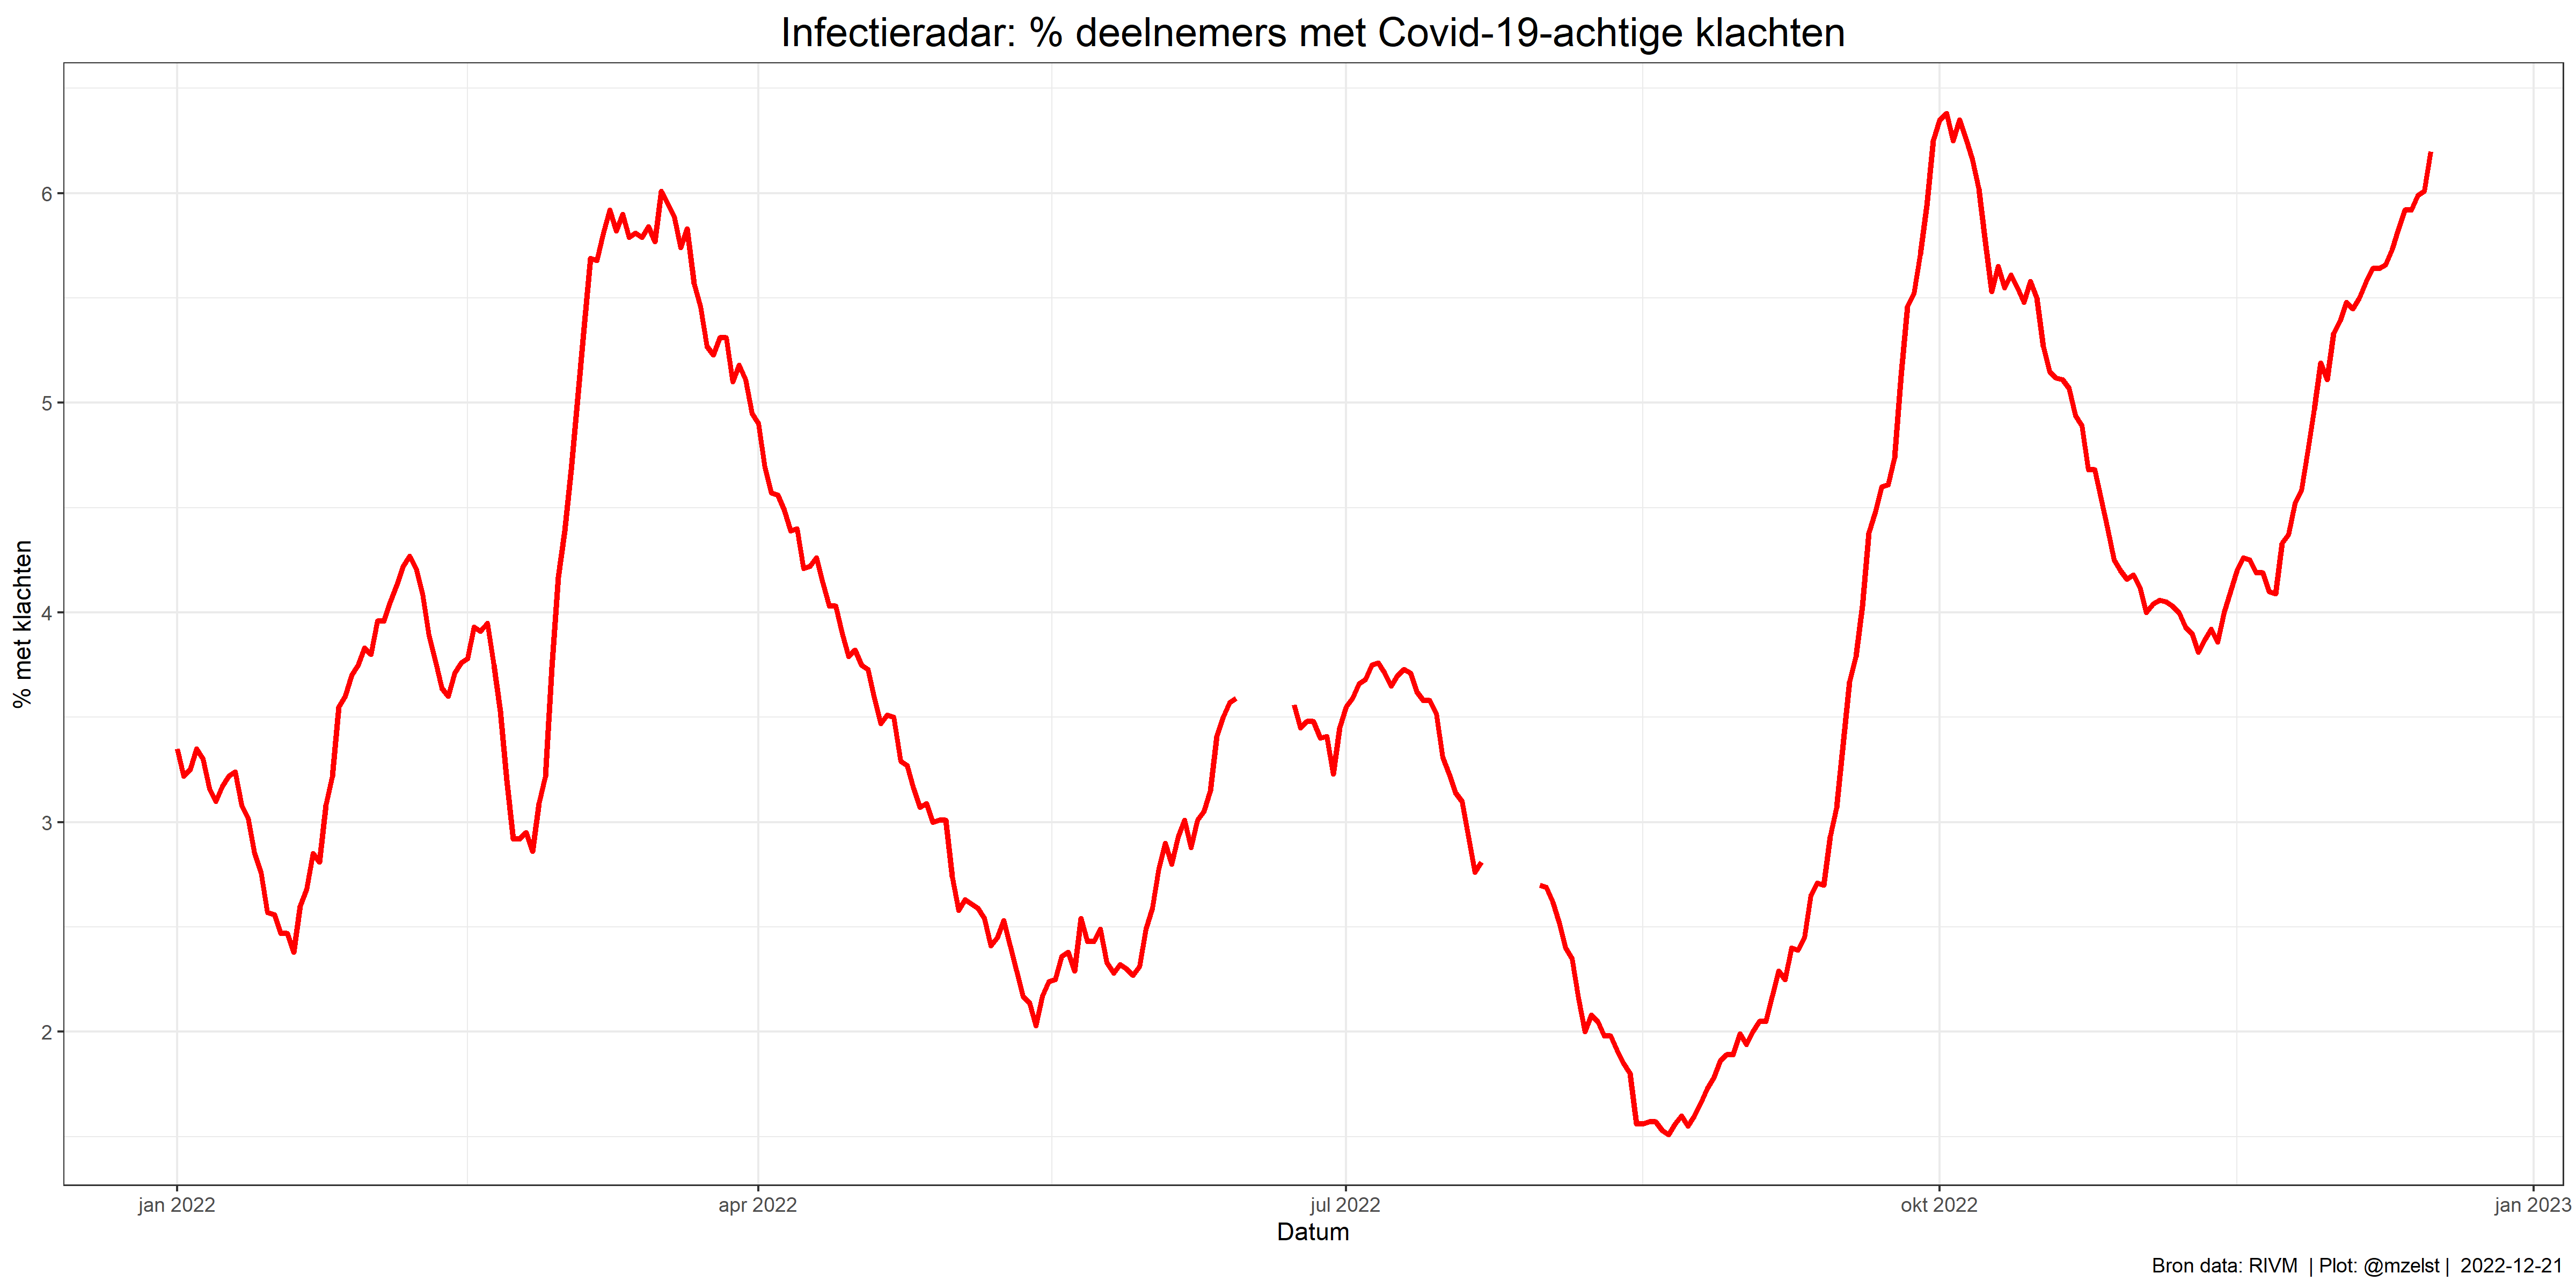 Infectieradar: % deelnemers met Covid-19-achtige klachten
% met klachten
6
5
4
3
2
jan 2022 apr 2022 jul 2022 okt 2022 jan 2023
Datum
Bron data: RIVM | Plot: @mzelst | 2022-12-21